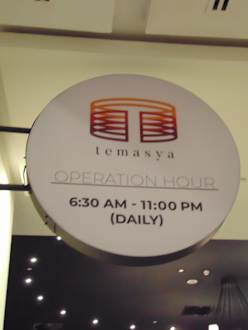 temasya
OPERATION HOUR
6:30 AM - 11:00 PM
(DAILY)